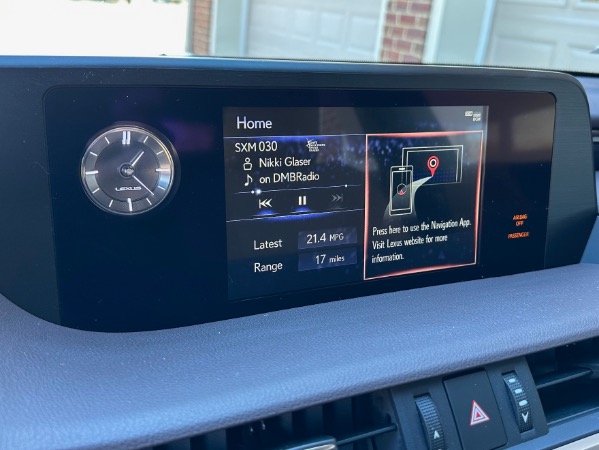 Home
SXM 030
Nikki Glaser
on DMBRadio
Latest 21.4 MPG
Range 17 miles
Press here to use the Navigation App.
Visit Lexus website for more
information.
LEXUS
AIRBAG
OFF
PASSENGER